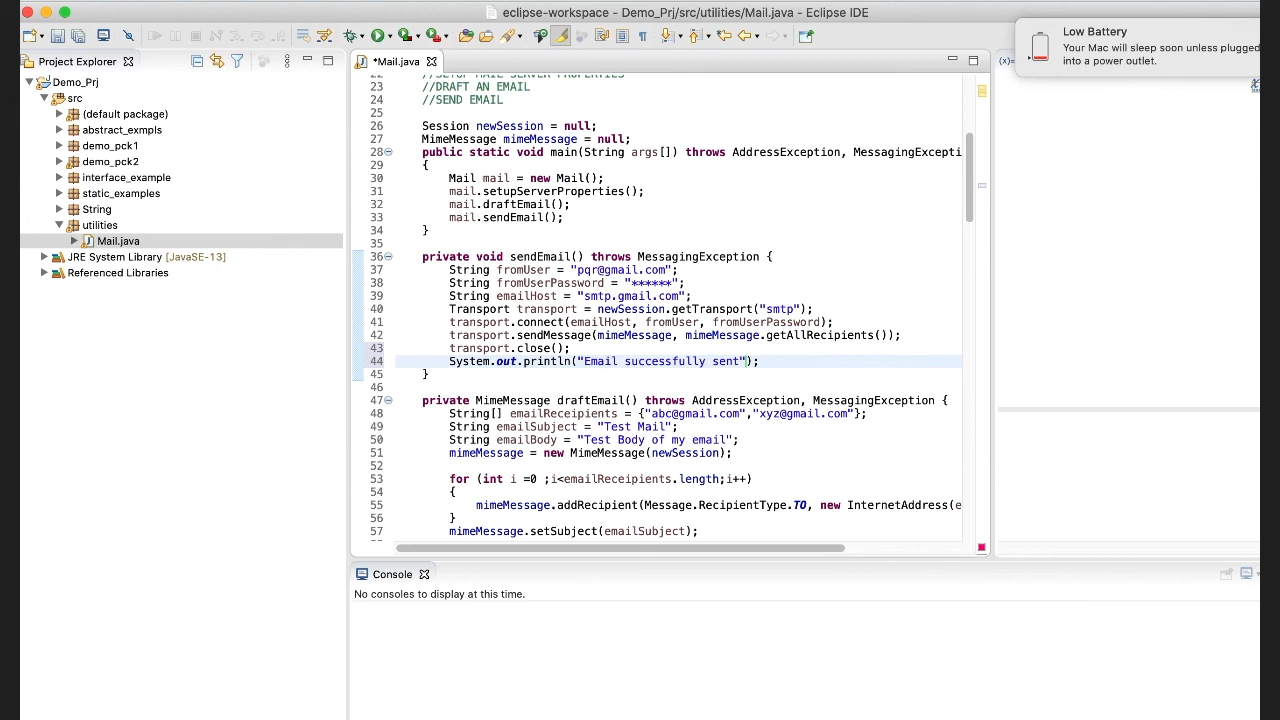 eclipse-workspace - Demo_Prj/src/utilities/Mail.java - Eclipse IDE
Low Battery
Your Mac will sleep soon unless plugged
into a power outlet.
Project Explorer
Demo_Prj
src
(default package)
abstract_exmpls
demo_pck1
demo_pck2
interface_example
static_examples
String
utilities
Mail.java
JRE System Library [JavaSE-13]
Referenced Libraries
*Mail.java
22 //SETUP MAIL SERVER PROPERTIES
23 //DRAFT AN EMAIL
24 //SEND EMAIL
25
26 Session newSession = null;
27 MimeMessage mimeMessage = null;
28 public static void main(String args[]) throws AddressException, MessagingExcepti
29 {
30 Mail mail = new Mail();
31 mail.setupServerProperties();
32 mail.draftEmail();
33 mail.sendEmail();
34 }
35
36 private void sendEmail() throws MessagingException {
37 String fromUser = "pqr@gmail.com";
38 String fromUserPassword = "******";
39 String emailHost = "smtp.gmail.com";
40 Transport transport = newSession.getTransport("smtp");
41 transport.connect(emailHost, fromUser, fromUserPassword);
42 transport.sendMessage(mimeMessage, mimeMessage.getAllRecipients());
43 transport.close();
44 System.out.println("Email successfully sent");
45 }
46
47 private MimeMessage draftEmail() throws AddressException, MessagingException {
48 String[] emailReceipients = {"abc@gmail.com","xyz@gmail.com"};
49 String emailSubject = "Test Mail";
50 String emailBody = "Test Body of my email";
51 mimeMessage = new MimeMessage(newSession);
52
53 for (int i =0 ;i<emailReceipients.length;i++)
54 {
55 mimeMessage.addRecipient(Message.RecipientType.TO, new InternetAddress(e
56 }
57 mimeMessage.setSubject(emailSubject);
(x)=
Console
No consoles to display at this time.